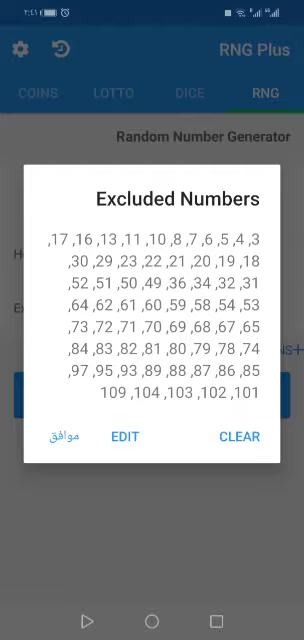 ٢:٤١
RNG Plus
COINS LOTTO DICE RNG
Random Number Generator
Excluded Numbers
3, 4, 5, 6, 7, 8, 10, 11, 13, 16, 17,
18, 19, 20, 21, 22, 23, 29, 30,
31, 32, 34, 36, 49, 50, 51, 52,
53, 54, 58, 59, 60, 61, 62, 64,
65, 67, 68, 69, 70, 71, 72, 73,
74, 78, 79, 80, 81, 82, 83, 84,
85, 86, 87, 88, 89, 93, 95, 97,
101, 102, 103, 104, 109
موافق EDIT CLEAR